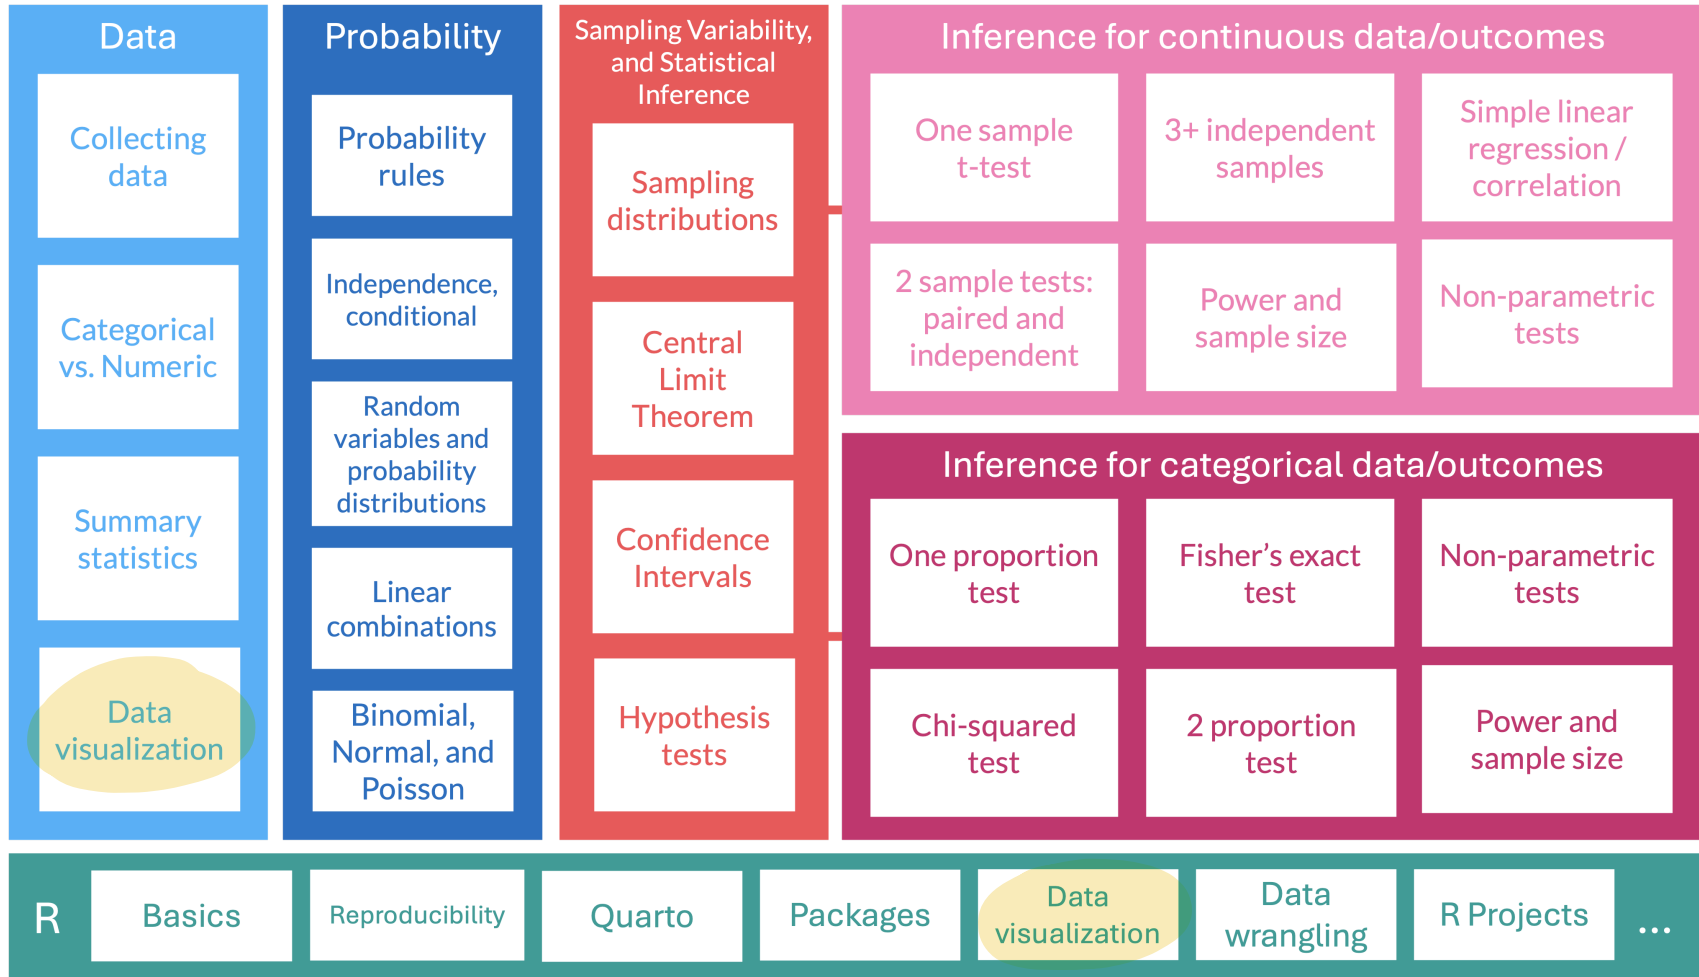 Data
Collecting
data
Categorical
vs. Numeric
Summary
statistics
Data
visualization
Probability
Probability
rules
Independence,
conditional
Random
variables and
probability
distributions
Linear
combinations
Binomial,
Normal, and
Poisson
Sampling Variability,
and Statistical
Inference
Sampling
distributions
Central
Limit
Theorem
Confidence
Intervals
Hypothesis
tests
Inference for continuous data/outcomes
One sample
t-test
3+ independent
samples
Simple linear
regression /
correlation
2 sample tests:
paired and
independent
Power and
sample size
Non-parametric
tests
Inference for categorical data/outcomes
One proportion
test
Fisher’s exact
test
Non-parametric
tests
Chi-squared
test
2 proportion
test
Power and
sample size
R
Basics
Reproducibility
Quarto
Packages
Data
visualization
Data
wrangling
R Projects
...